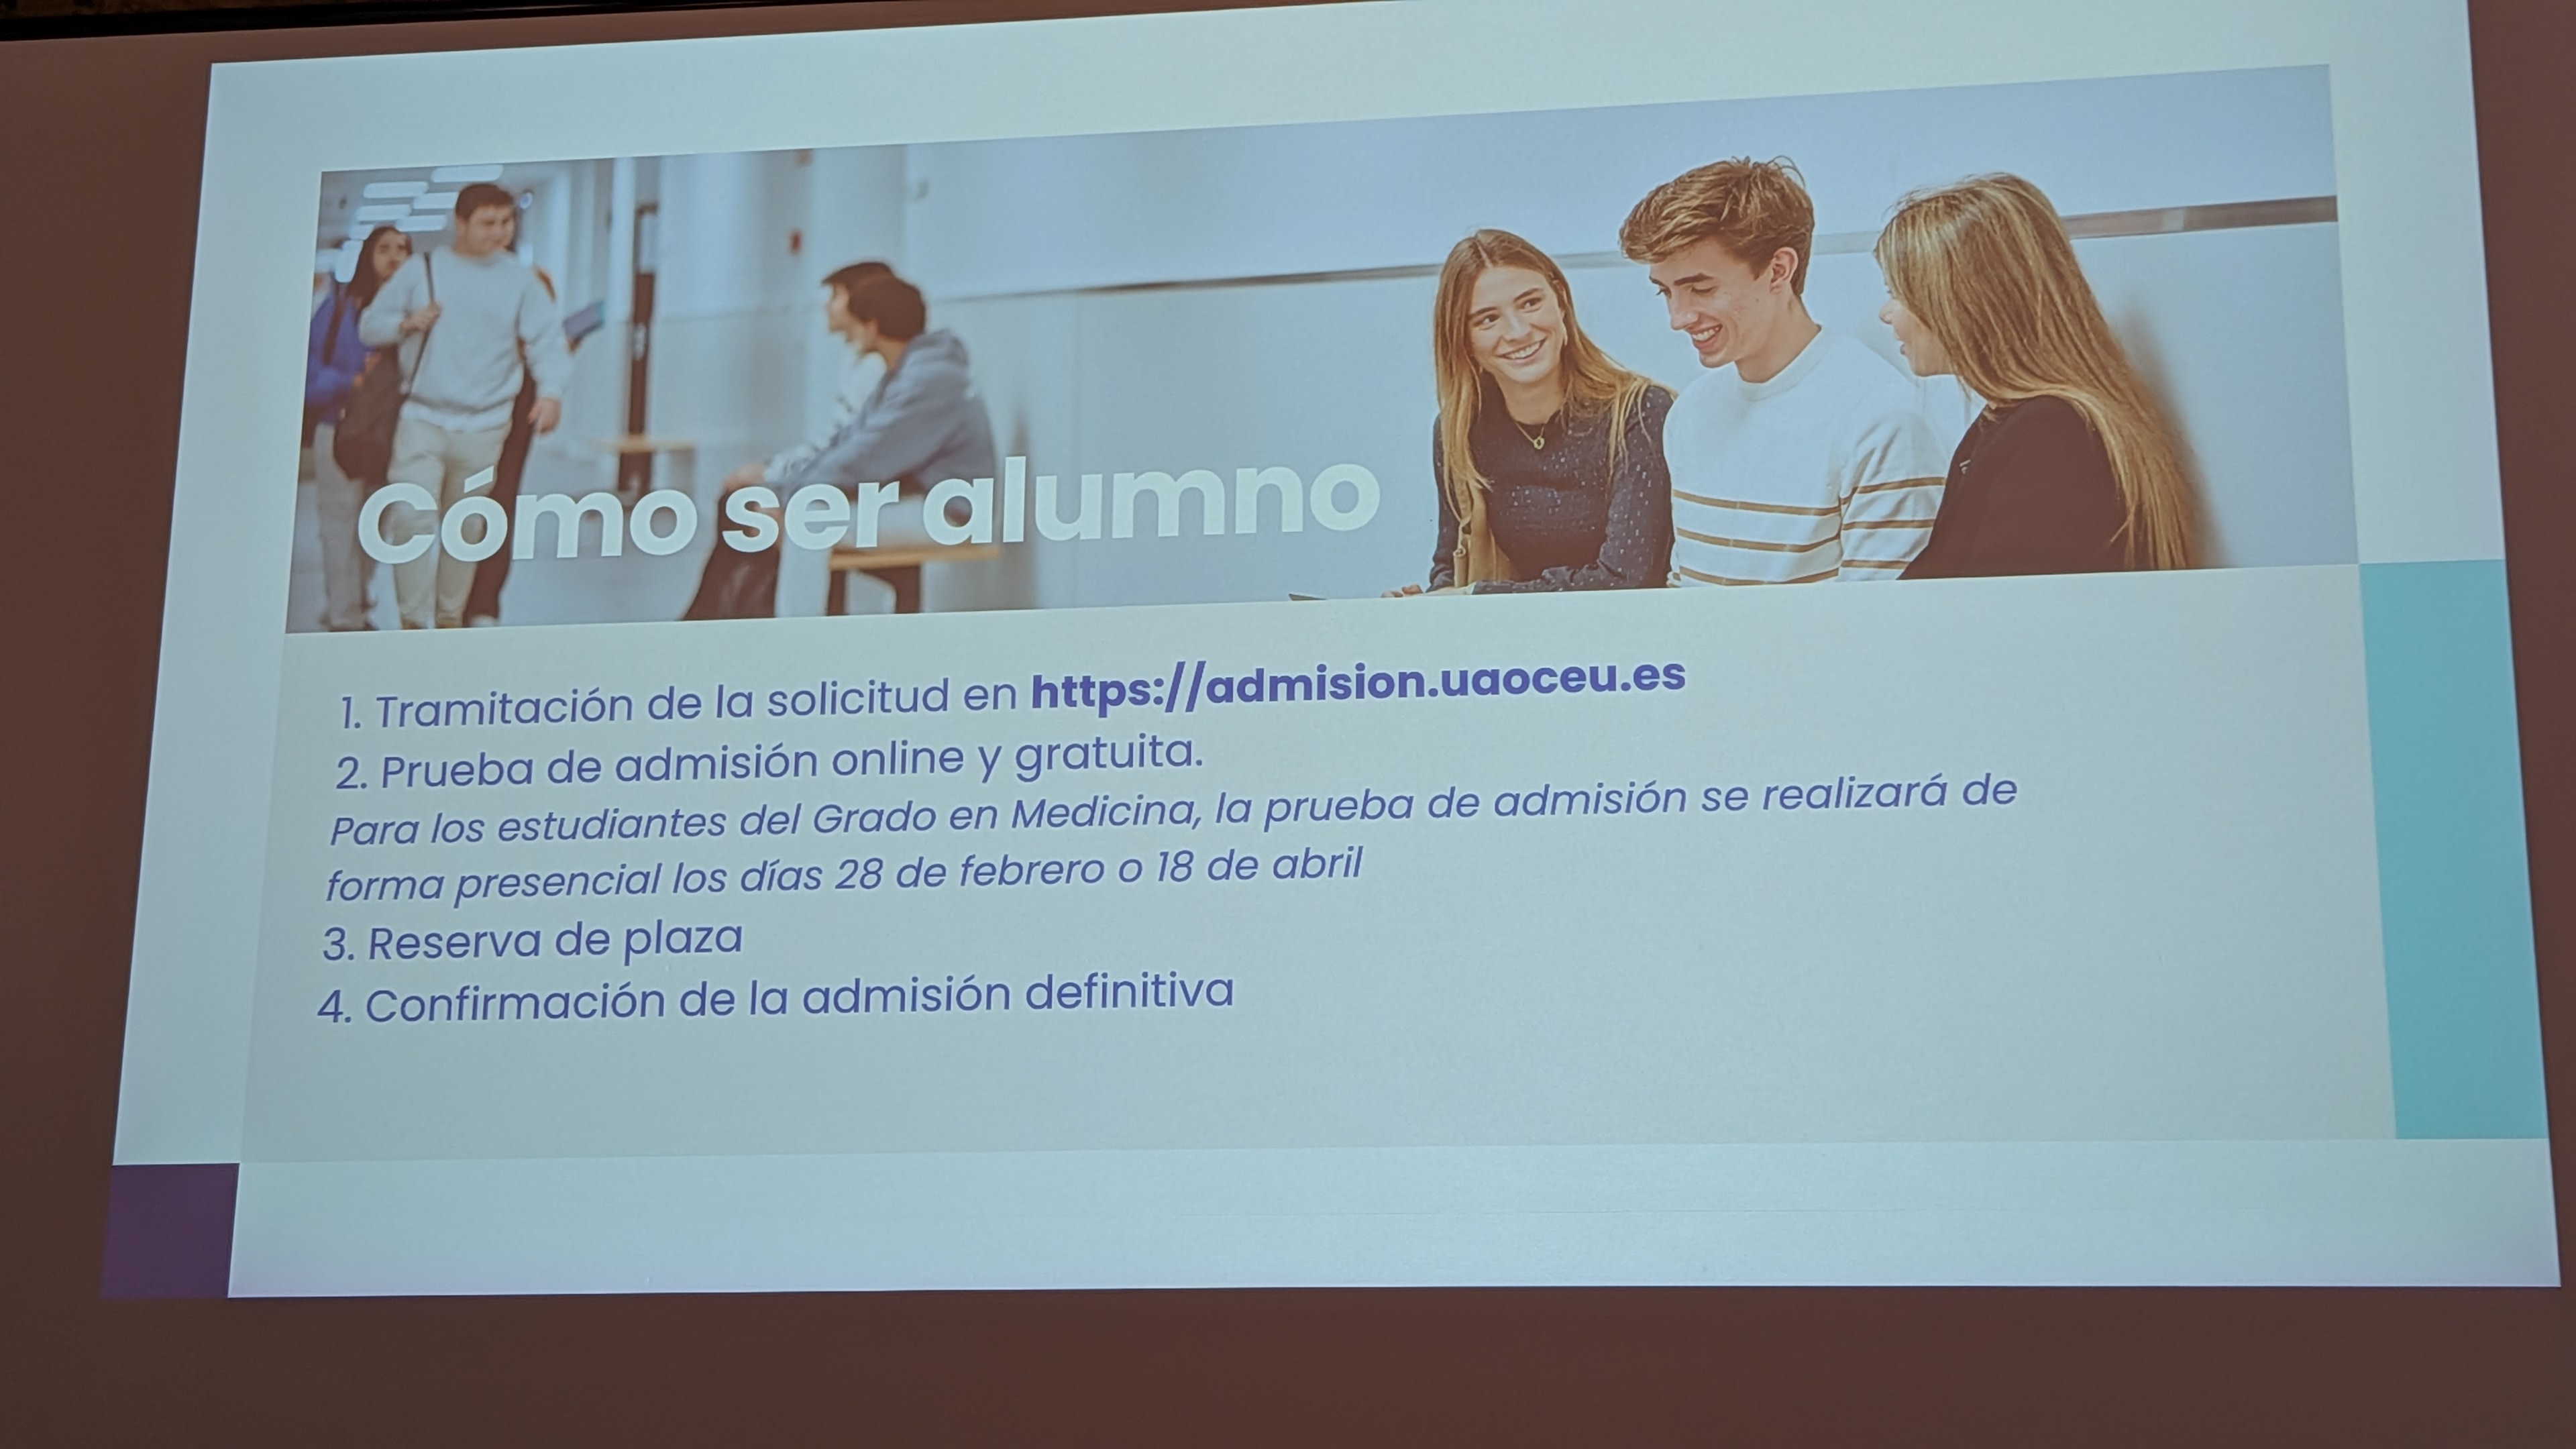 Cómo ser alumno
1. Tramitación de la solicitud en https://admision.uaoceu.es
2. Prueba de admisión online y gratuita.
Para los estudiantes del Grado en Medicina, la prueba de admisión se realizará de
forma presencial los días 28 de febrero o 18 de abril
3. Reserva de plaza
4. Confirmación de la admisión definitiva